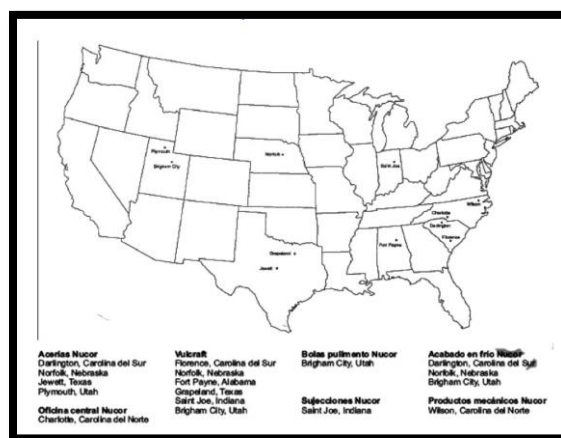 Plymouth
Brigham City
Norfolk
Saint Joe
Wilson
Charlotte
Darlington
Florence
Fort Payne
Grapeland
Jewett
Acerías Nucor
Darlington, Carolina del Sur
Norfolk, Nebraska
Jewett, Texas
Plymouth, Utah
Oficina central Nucor
Charlotte, Carolina del Norte
Vulcraft
Florence, Carolina del Sur
Norfolk, Nebraska
Fort Payne, Alabama
Grapeland, Texas
Saint Joe, Indiana
Brigham City, Utah
Bolas pulimento Nucor
Brigham City, Utah
Sujecciones Nucor
Saint Joe, Indiana
Acabado en frío Nucor
Darlington, Carolina del Sur
Norfolk, Nebraska
Brigham City, Utah
Productos mecánicos Nucor
Wilson, Carolina del Norte